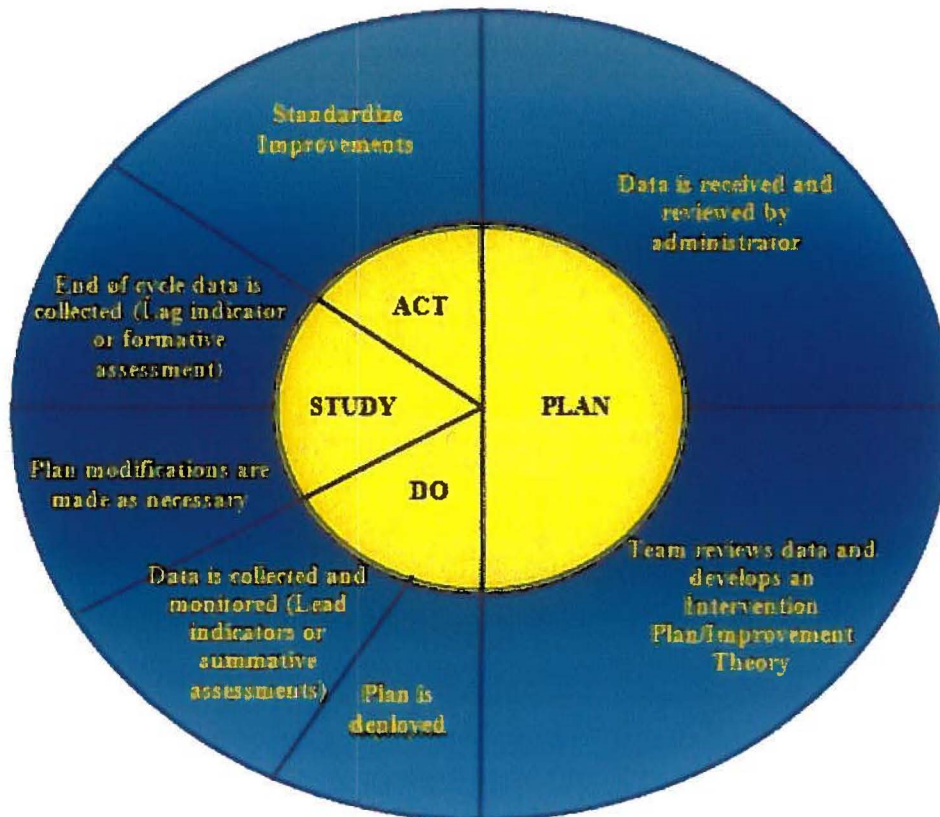 Standardize
Improvements
Data is received and
reviewed by
administrator
End of cycle data is
collected (Lag indicator
or formative
assessment)
ACT
STUDY
PLAN
DO
Plan modifications are
made as necessary
Data is collected and
monitored (Lead
indicators or
summative
assessments)
Plan is
deployed
Team reviews data and
develops an
Intervention
Plan/Improvement
Theory